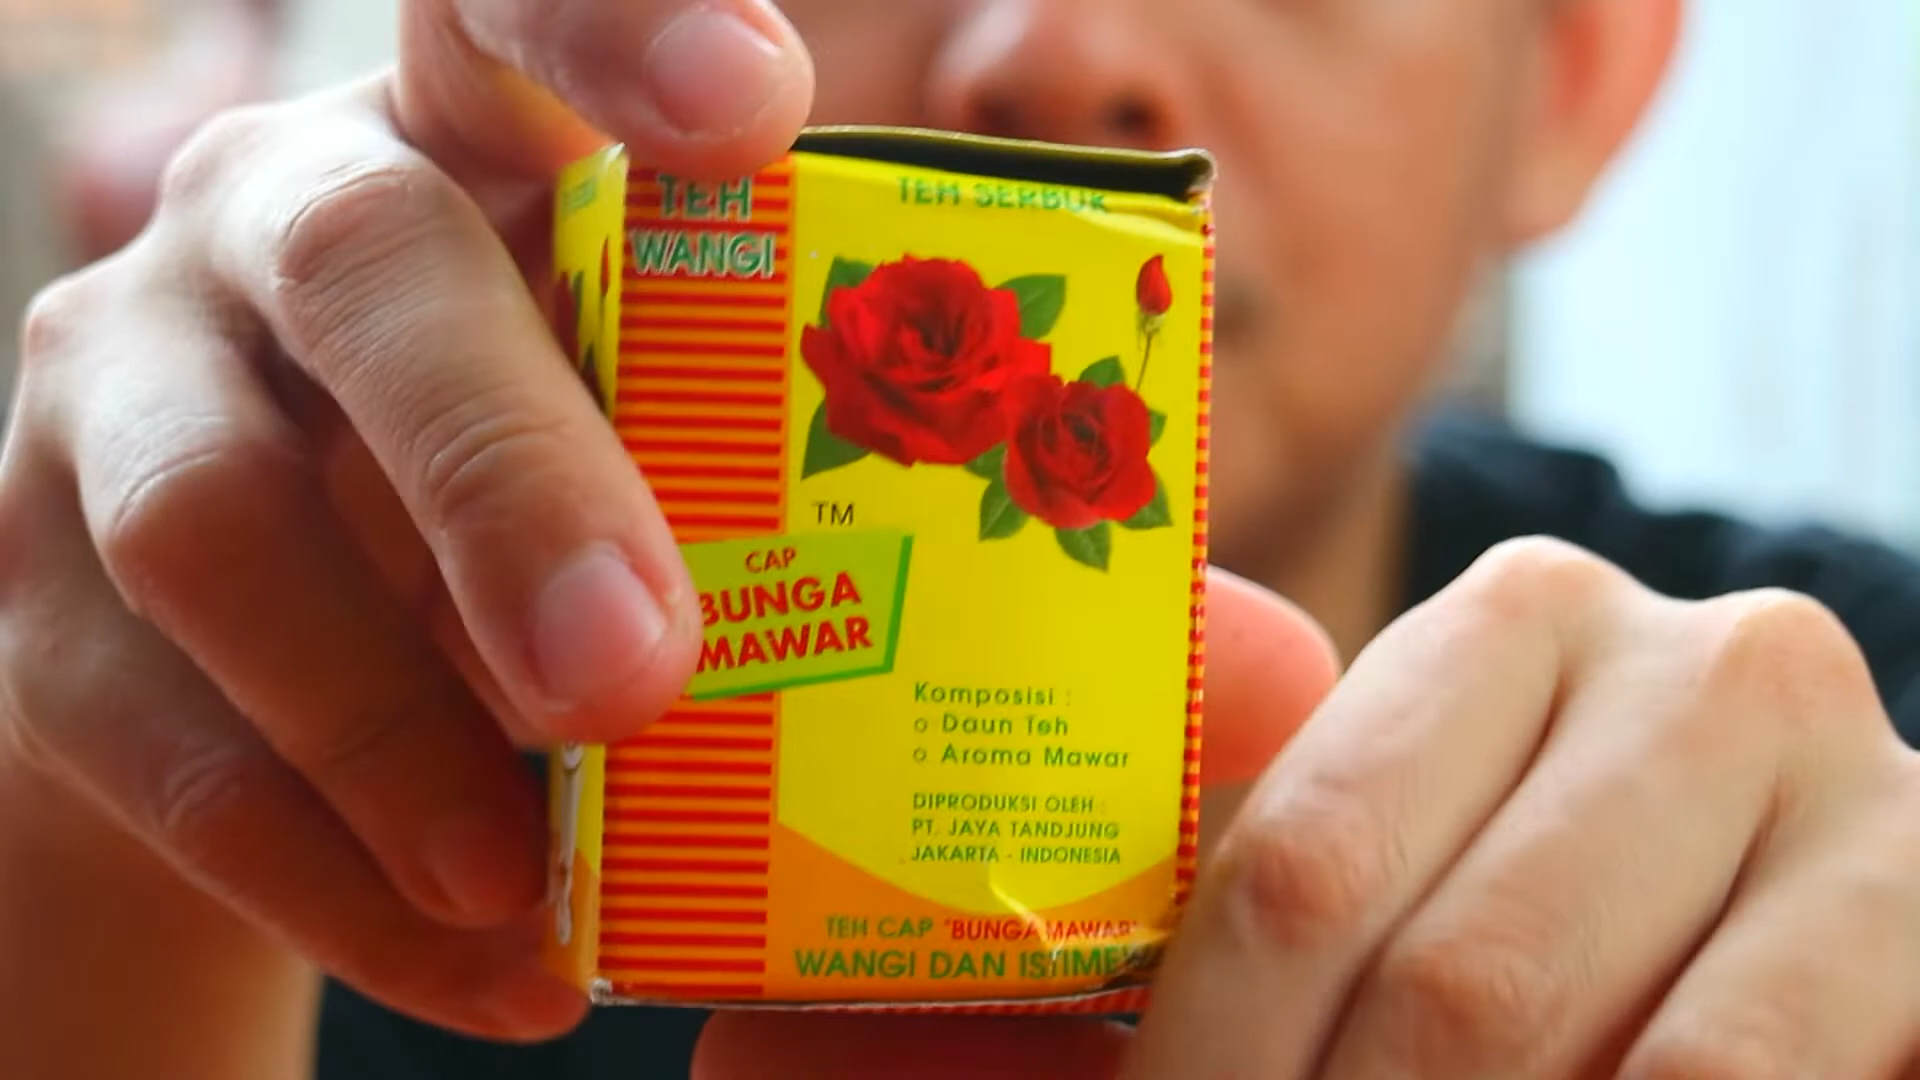 TEH
WANGI
TEH SERBUK
TM
CAP
BUNGA
MAWAR
Komposisi :
o Daun Teh
o Aroma Mawar
DIPRODUKSI OLEH :
PT. JAYA TANDJUNG
JAKARTA - INDONESIA
TEH CAP "BUNGA MAWAR"
WANGI DAN ISTIMEWA